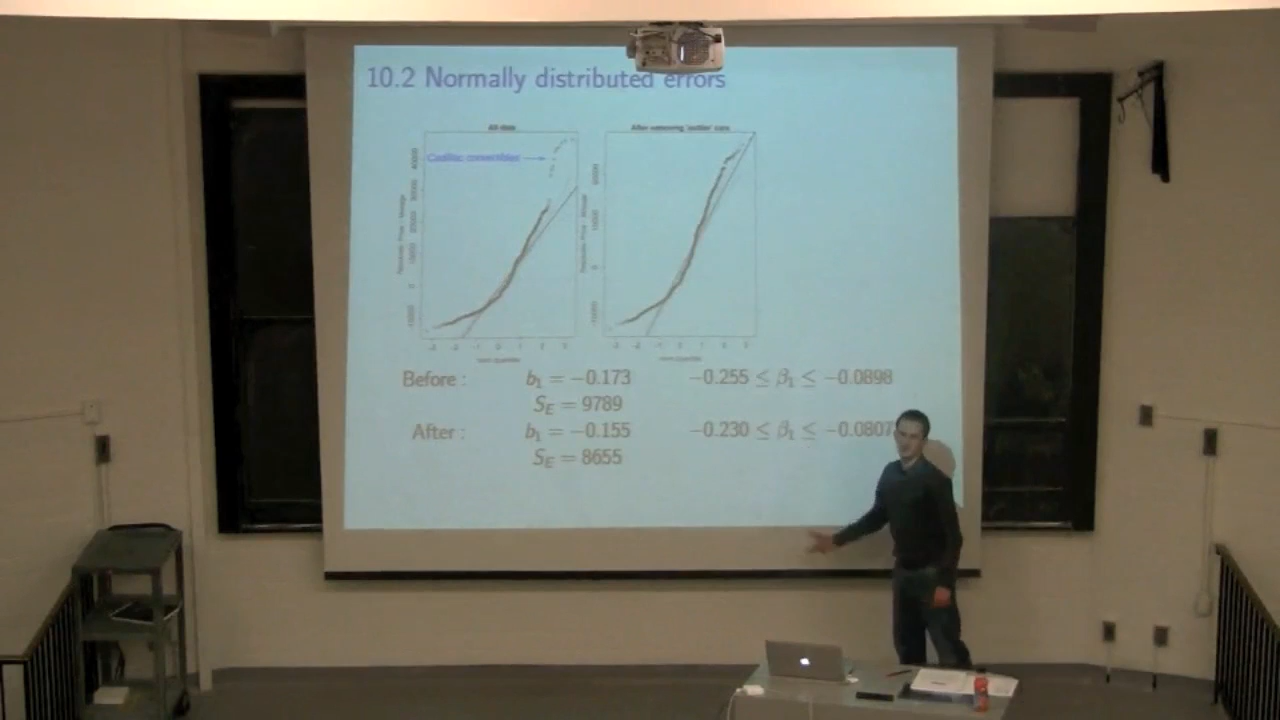 10.2 Normally distributed errors
All data
After removing 'outlier' cars
Cadillac convertibles
Before : b₁ = −0.173 −0.255 ≤ β₁ ≤ −0.0898
S_E = 9789
After : b₁ = −0.155 −0.230 ≤ β₁ ≤ −0.0807
S_E = 8655